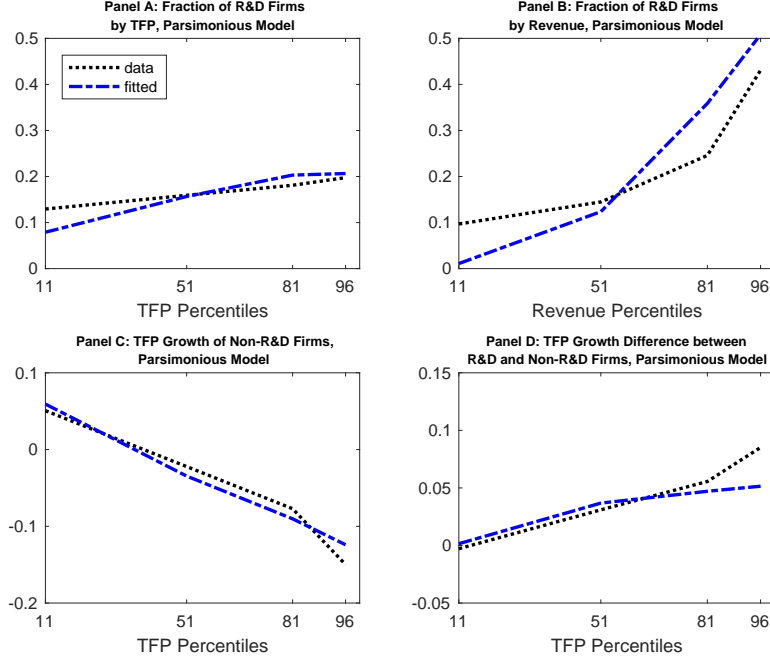 Panel A: Fraction of R&D Firms
by TFP, Parsimonious Model
0.5
0.4
0.3
0.2
0.1
0
data
fitted
11
51
81
96
TFP Percentiles
Panel B: Fraction of R&D Firms
by Revenue, Parsimonious Model
0.5
0.4
0.3
0.2
0.1
0
11
51
81
96
Revenue Percentiles
Panel C: TFP Growth of Non-R&D Firms,
Parsimonious Model
0.1
0
-0.1
-0.2
11
51
81
96
TFP Percentiles
Panel D: TFP Growth Difference between
R&D and Non-R&D Firms, Parsimonious Model
0.15
0.1
0.05
0
-0.05
11
51
81
96
TFP Percentiles